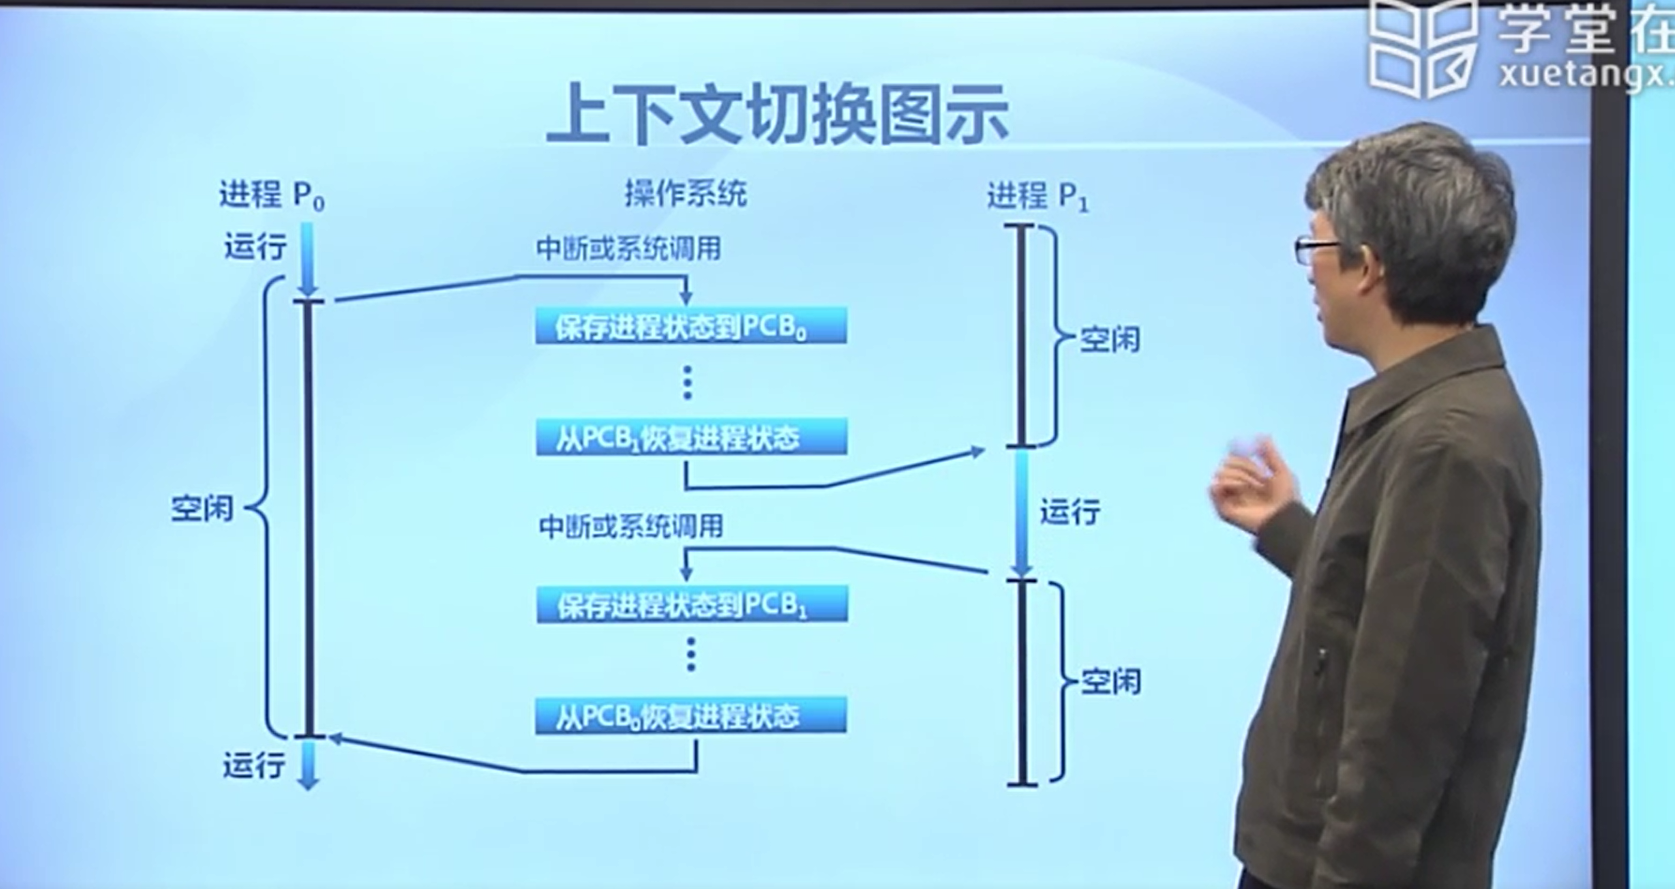 学堂在
xuetangx.
上下文切换图示
进程 P₀
操作系统
进程 P₁
运行
中断或系统调用
保存进程状态到PCB₀
空闲
从PCB₁恢复进程状态
空闲
运行
中断或系统调用
保存进程状态到PCB₁
空闲
从PCB₀恢复进程状态
运行